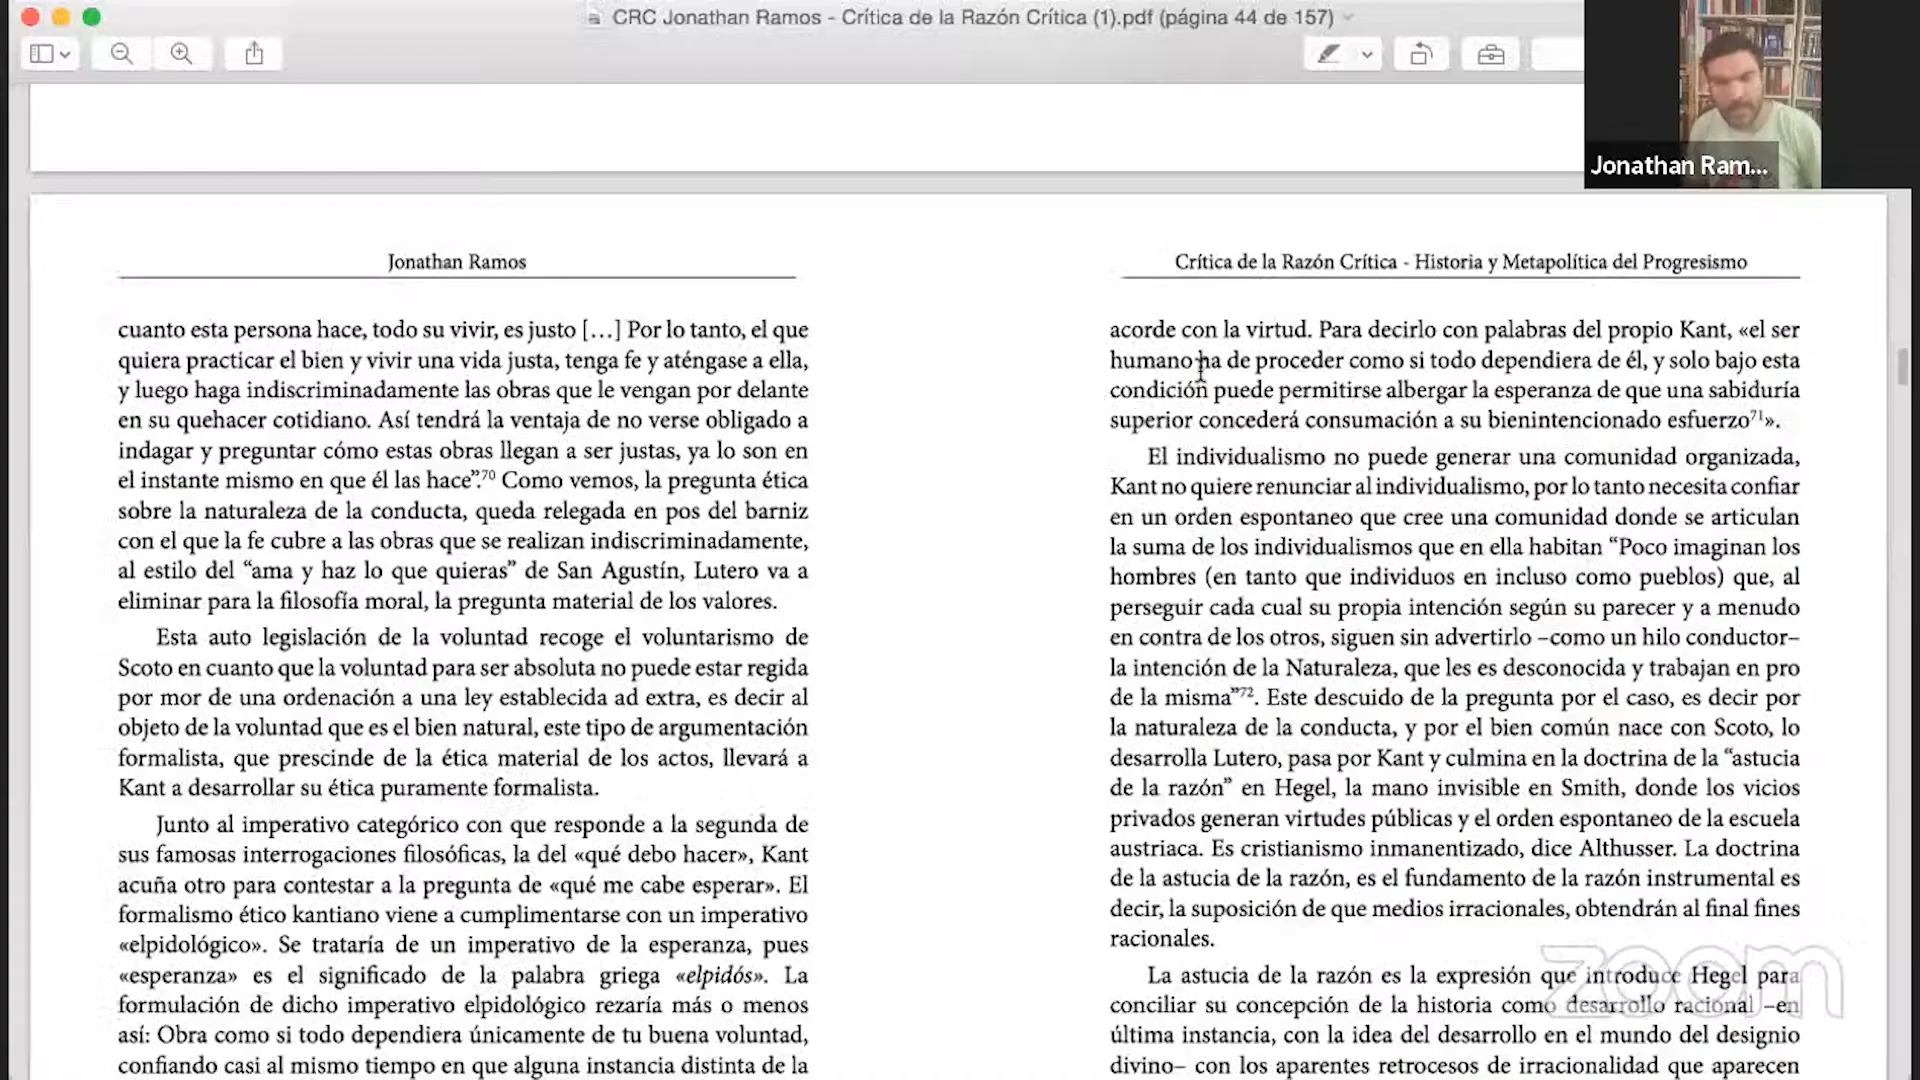 CRC Jonathan Ramos - Crítica de la Razón Crítica (1).pdf (página 44 de 157)
Jonathan Ram...
Jonathan Ramos
cuanto esta persona hace, todo su vivir, es justo […] Por lo tanto, el que
quiera practicar el bien y vivir una vida justa, tenga fe y aténgase a ella,
y luego haga indiscriminadamente las obras que le vengan por delante
en su quehacer cotidiano. Así tendrá la ventaja de no verse obligado a
indagar y preguntar cómo estas obras llegan a ser justas, ya lo son en
el instante mismo en que él las hace”.70 Como vemos, la pregunta ética
sobre la naturaleza de la conducta, queda relegada en pos del barniz
con el que la fe cubre a las obras que se realizan indiscriminadamente,
al estilo del “ama y haz lo que quieras” de San Agustín, Lutero va a
eliminar para la filosofía moral, la pregunta material de los valores.
Esta auto legislación de la voluntad recoge el voluntarismo de
Scoto en cuanto que la voluntad para ser absoluta no puede estar regida
por mor de una ordenación a una ley establecida ad extra, es decir al
objeto de la voluntad que es el bien natural, este tipo de argumentación
formalista, que prescinde de la ética material de los actos, llevará a
Kant a desarrollar su ética puramente formalista.
Junto al imperativo categórico con que responde a la segunda de
sus famosas interrogaciones filosóficas, la del «qué debo hacer», Kant
acuña otro para contestar a la pregunta de «qué me cabe esperar». El
formalismo ético kantiano viene a cumplimentarse con un imperativo
«elpidológico». Se trataría de un imperativo de la esperanza, pues
«esperanza» es el significado de la palabra griega «elpidós». La
formulación de dicho imperativo elpidológico rezaría más o menos
así: Obra como si todo dependiera únicamente de tu buena voluntad,
confiando casi al mismo tiempo en que alguna instancia distinta de la
Crítica de la Razón Crítica - Historia y Metapolítica del Progresismo
acorde con la virtud. Para decirlo con palabras del propio Kant, «el ser
humano ha de proceder como si todo dependiera de él, y solo bajo esta
condición puede permitirse albergar la esperanza de que una sabiduría
superior concederá consumación a su bienintencionado esfuerzo71».
El individualismo no puede generar una comunidad organizada,
Kant no quiere renunciar al individualismo, por lo tanto necesita confiar
en un orden espontaneo que cree una comunidad donde se articulan
la suma de los individualismos que en ella habitan “Poco imaginan los
hombres (en tanto que individuos en incluso como pueblos) que, al
perseguir cada cual su propia intención según su parecer y a menudo
en contra de los otros, siguen sin advertirlo –como un hilo conductor–
la intención de la Naturaleza, que les es desconocida y trabajan en pro
de la misma”72. Este descuido de la pregunta por el caso, es decir por
la naturaleza de la conducta, y por el bien común nace con Scoto, lo
desarrolla Lutero, pasa por Kant y culmina en la doctrina de la “astucia
de la razón” en Hegel, la mano invisible en Smith, donde los vicios
privados generan virtudes públicas y el orden espontaneo de la escuela
austriaca. Es cristianismo inmanentizado, dice Althusser. La doctrina
de la astucia de la razón, es el fundamento de la razón instrumental es
decir, la suposición de que medios irracionales, obtendrán al final fines
racionales.
La astucia de la razón es la expresión que introduce Hegel para
conciliar su concepción de la historia como desarrollo racional –en
última instancia, con la idea del desarrollo en el mundo del designio
divino– con los aparentes retrocesos de irracionalidad que aparecen
zoom